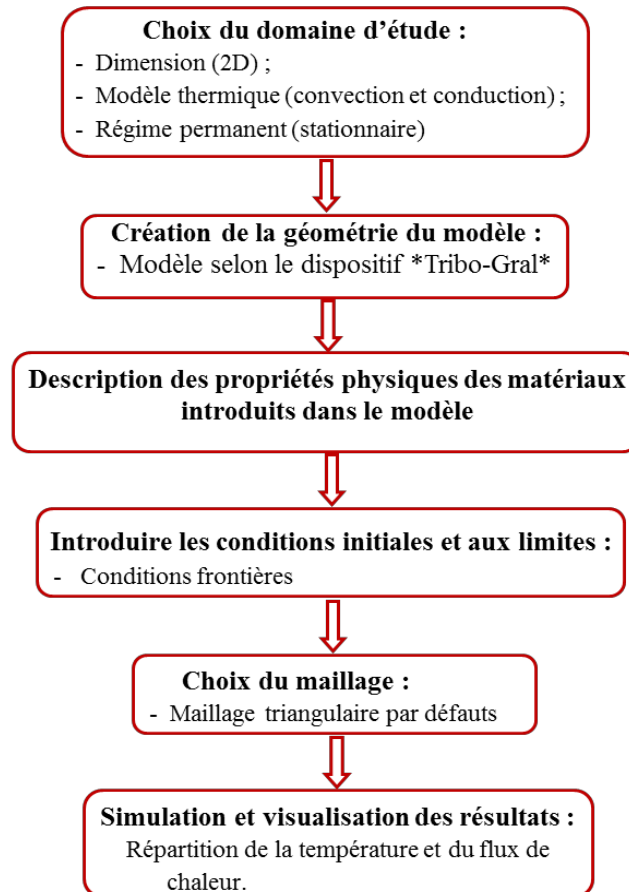 Choix du domaine d’étude :
- Dimension (2D) ;
- Modèle thermique (convection et conduction) ;
- Régime permanent (stationnaire)
Création de la géométrie du modèle :
- Modèle selon le dispositif *Tribo-Gral*
Description des propriétés physiques des matériaux
introduits dans le modèle
Introduire les conditions initiales et aux limites :
- Conditions frontières
Choix du maillage :
- Maillage triangulaire par défauts
Simulation et visualisation des résultats :
Répartition de la température et du flux de
chaleur.